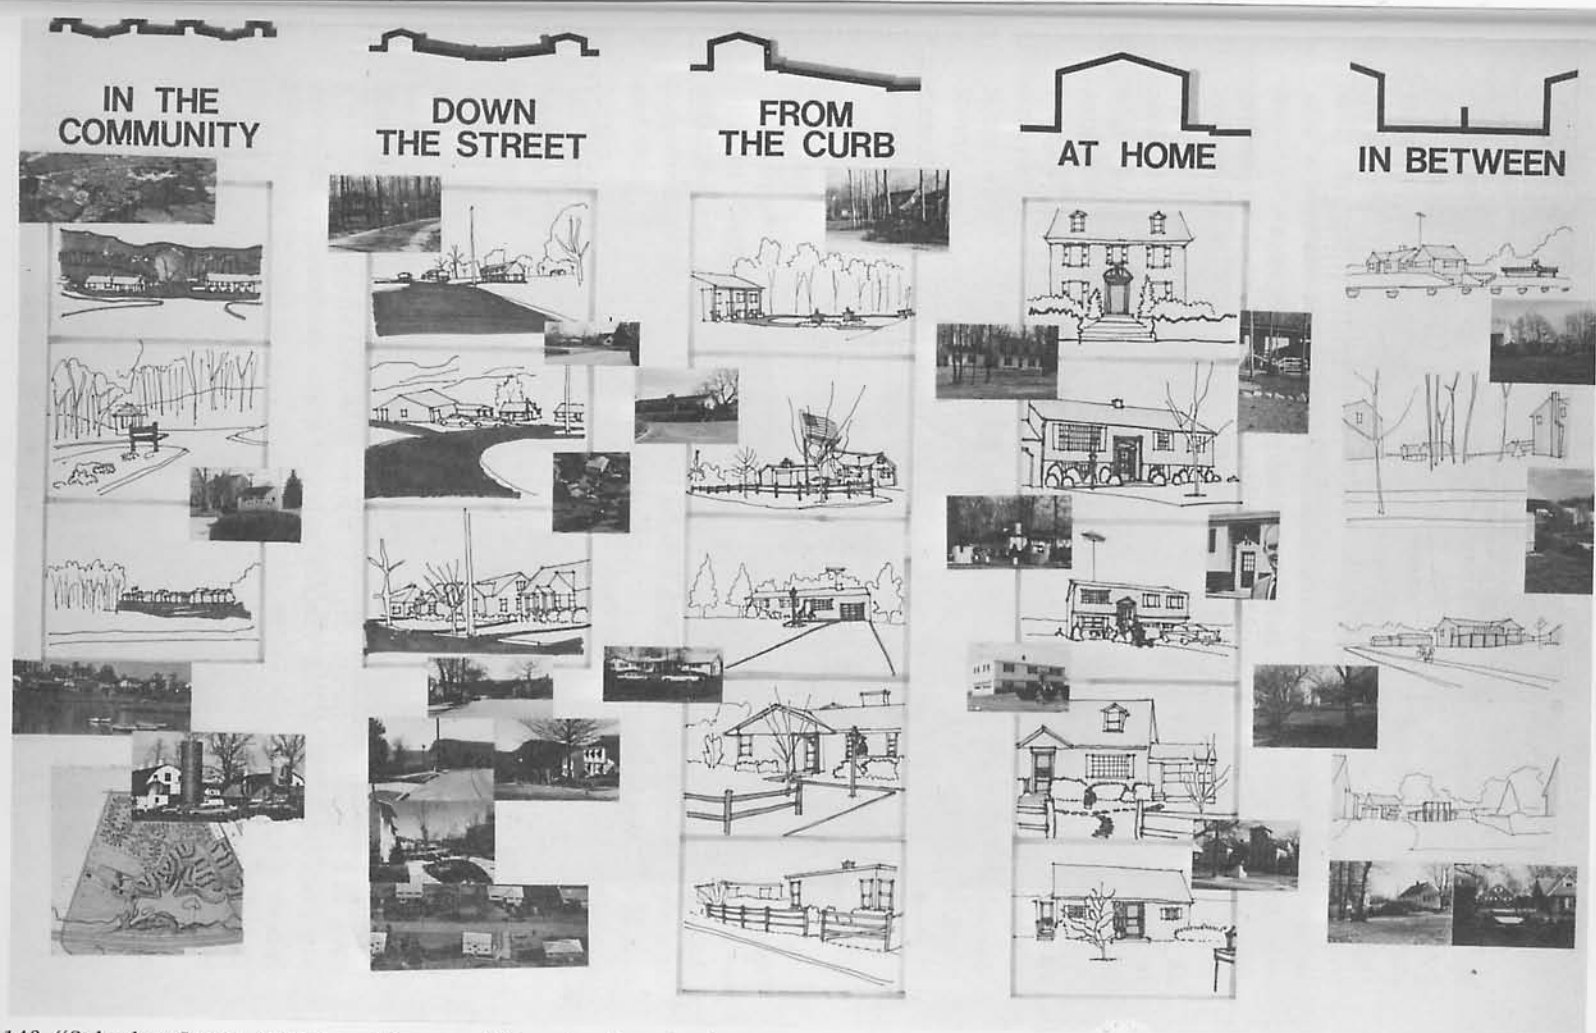 IN THE
COMMUNITY
DOWN
THE STREET
FROM
THE CURB
AT HOME
IN BETWEEN